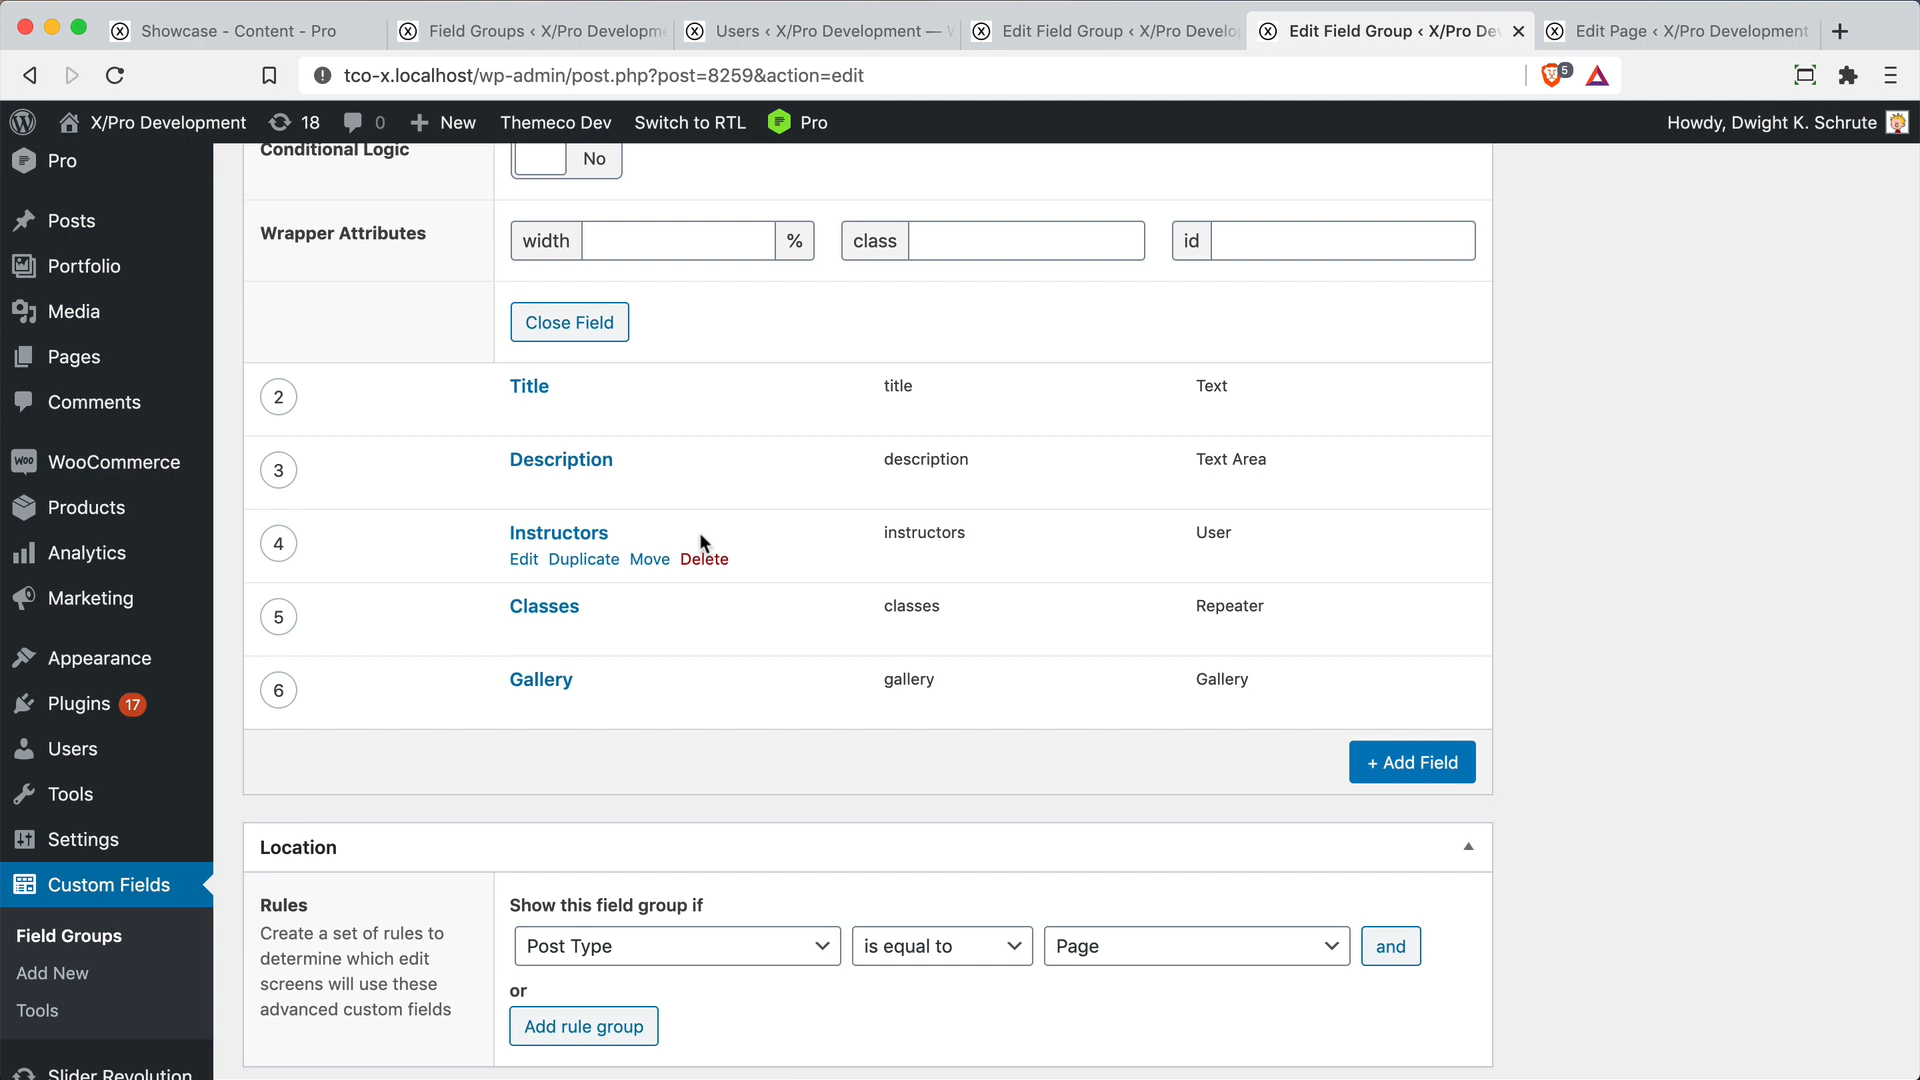 Showcase - Content - Pro
Field Groups ‹ X/Pro Developm
Users ‹ X/Pro Development — W
Edit Field Group ‹ X/Pro Develo
Edit Field Group ‹ X/Pro De
Edit Page ‹ X/Pro Development
tco-x.localhost/wp-admin/post.php?post=8259&action=edit
5
X/Pro Development
18
0
New
Themeco Dev
Switch to RTL
Pro
Howdy, Dwight K. Schrute
Pro
Posts
Portfolio
Media
Pages
Comments
Woo
WooCommerce
Products
Analytics
Marketing
Appearance
Plugins 17
Users
Tools
Settings
Custom Fields
Field Groups
Add New
Tools
Slider Revolution
Conditional Logic
No
Wrapper Attributes
width %
class
id
Close Field
2 Title title Text
3 Description description Text Area
4 Instructors instructors User
Edit Duplicate Move Delete
5 Classes classes Repeater
6 Gallery gallery Gallery
+ Add Field
Location
Rules
Create a set of rules to
determine which edit
screens will use these
advanced custom fields
Show this field group if
Post Type is equal to Page and
or
Add rule group